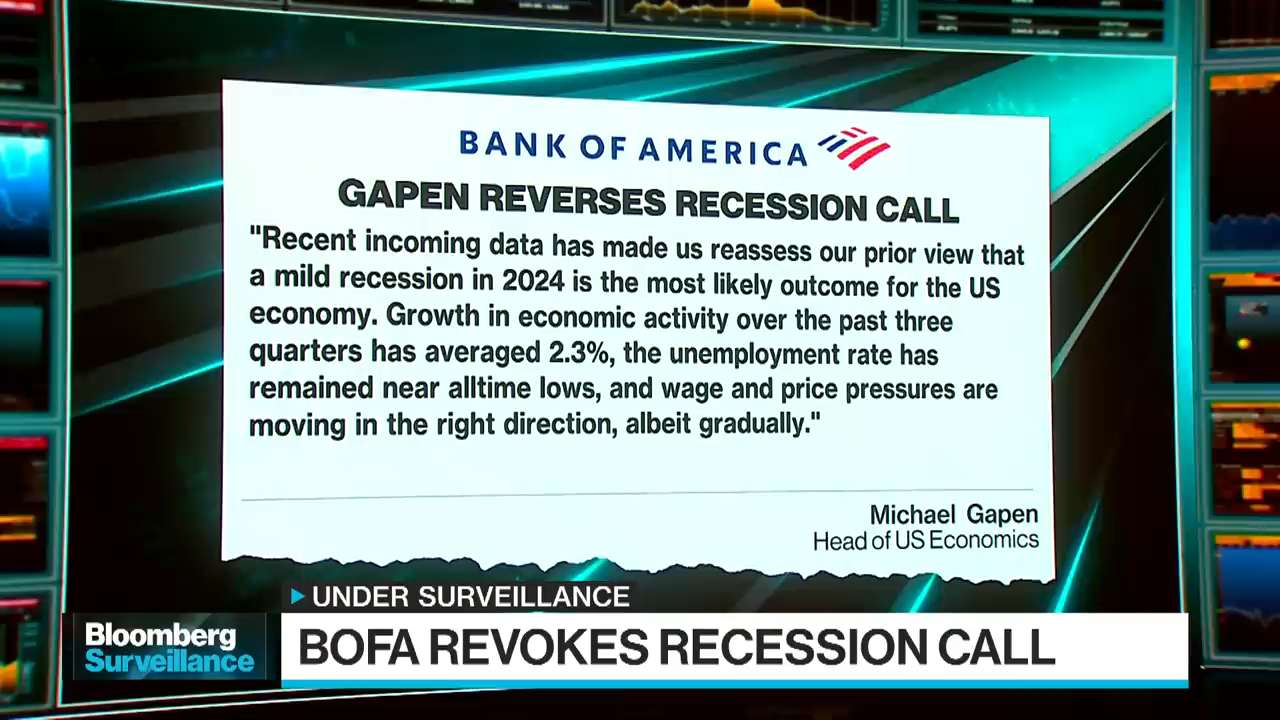 BANK OF AMERICA
GAPEN REVERSES RECESSION CALL
"Recent incoming data has made us reassess our prior view that
a mild recession in 2024 is the most likely outcome for the US
economy. Growth in economic activity over the past three
quarters has averaged 2.3%, the unemployment rate has
remained near alltime lows, and wage and price pressures are
moving in the right direction, albeit gradually."
Michael Gapen
Head of US Economics
UNDER SURVEILLANCE
Bloomberg
Surveillance
BOFA REVOKES RECESSION CALL